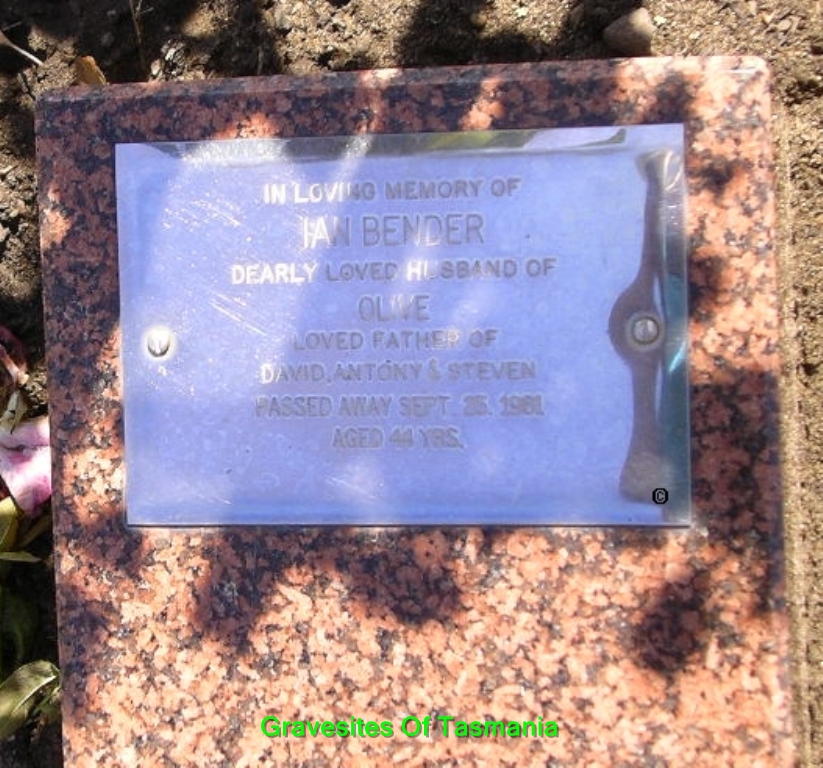 IN LOVING MEMORY OF
IAN BENDER
DEARLY LOVED HUSBAND OF
OLIVE
LOVED FATHER OF
DAVID, ANTONY & STEVEN
PASSED AWAY SEPT. 25. 1981
AGED 44 YRS.
©
Gravesites Of Tasmania